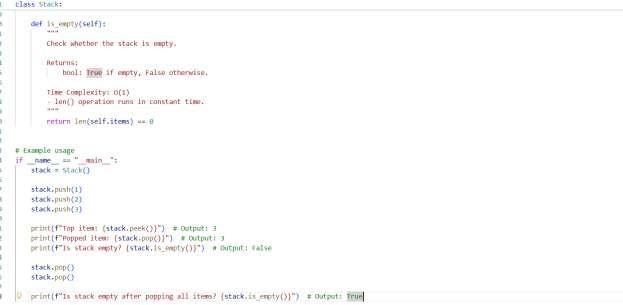 class Stack:
def is_empty(self):
"""
Check whether the stack is empty.
Returns:
bool: True if empty, False otherwise.
Time Complexity: O(1)
- len() operation runs in constant time.
"""
return len(self.items) == 0
# Example usage
if __name__ == "__main__":
stack = Stack()
stack.push(1)
stack.push(2)
stack.push(3)
print(f"Top item: {stack.peek()}")  # Output: 3
print(f"Popped item: {stack.pop()}")  # Output: 3
print(f"Is stack empty? {stack.is_empty()}")  # Output: False
stack.pop()
stack.pop()
print(f"Is stack empty after popping all items? {stack.is_empty()}")  # Output: True